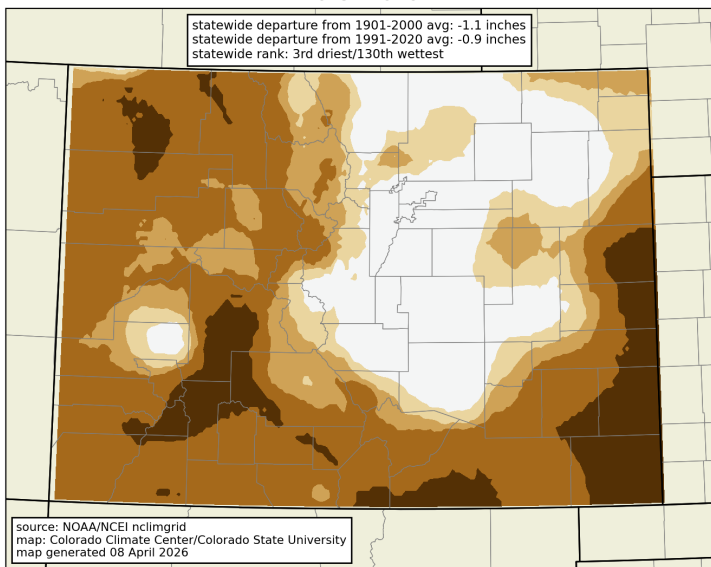 statewide departure from 1901-2000 avg: -1.1 inches
statewide departure from 1991-2020 avg: -0.9 inches
statewide rank: 3rd driest/130th wettest
source: NOAA/NCEI nclimgrid
map: Colorado Climate Center/Colorado State University
map generated 08 April 2026